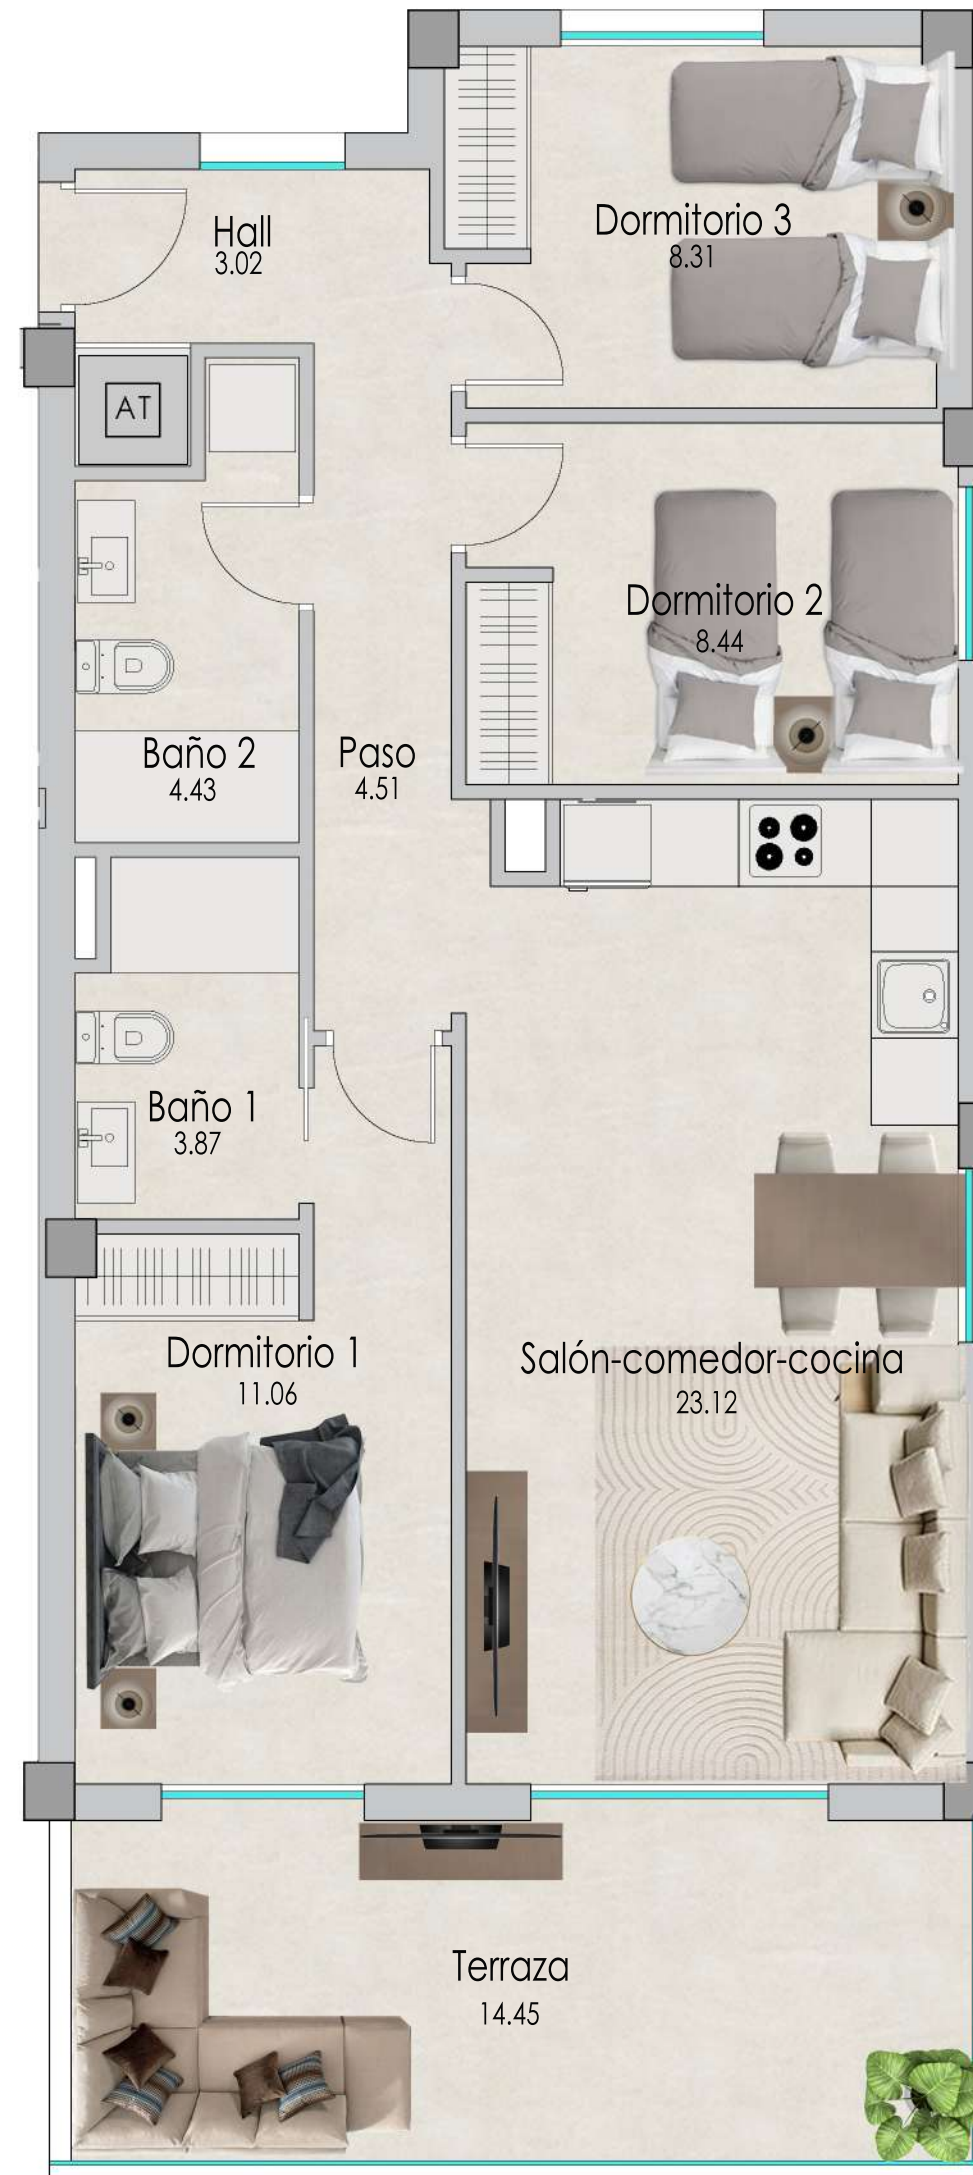 Hall
3.02
Dormitorio 3
8.31
AT
Dormitorio 2
8.44
Baño 2
4.43
Paso
4.51
Baño 1
3.87
Dormitorio 1
11.06
Salón-comedor-cocina
23.12
Terraza
14.45